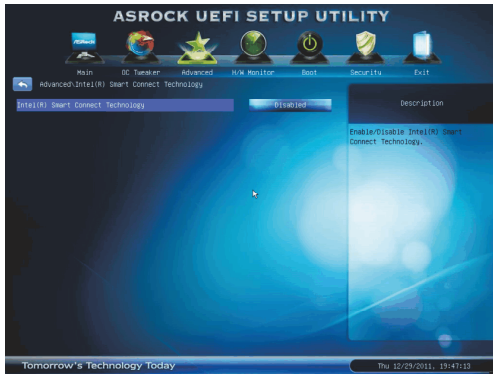 ASROCK UEFI SETUP UTILITY
ASRock
Main OC Tweaker Advanced H/W Monitor Boot Security Exit
Advanced\Intel(R) Smart Connect Technology
Intel(R) Smart Connect Technology Disabled
Description
Enable/Disable Intel(R) Smart
Connect Technology.
Tomorrow's Technology Today
Thu 12/29/2011, 19:47:13